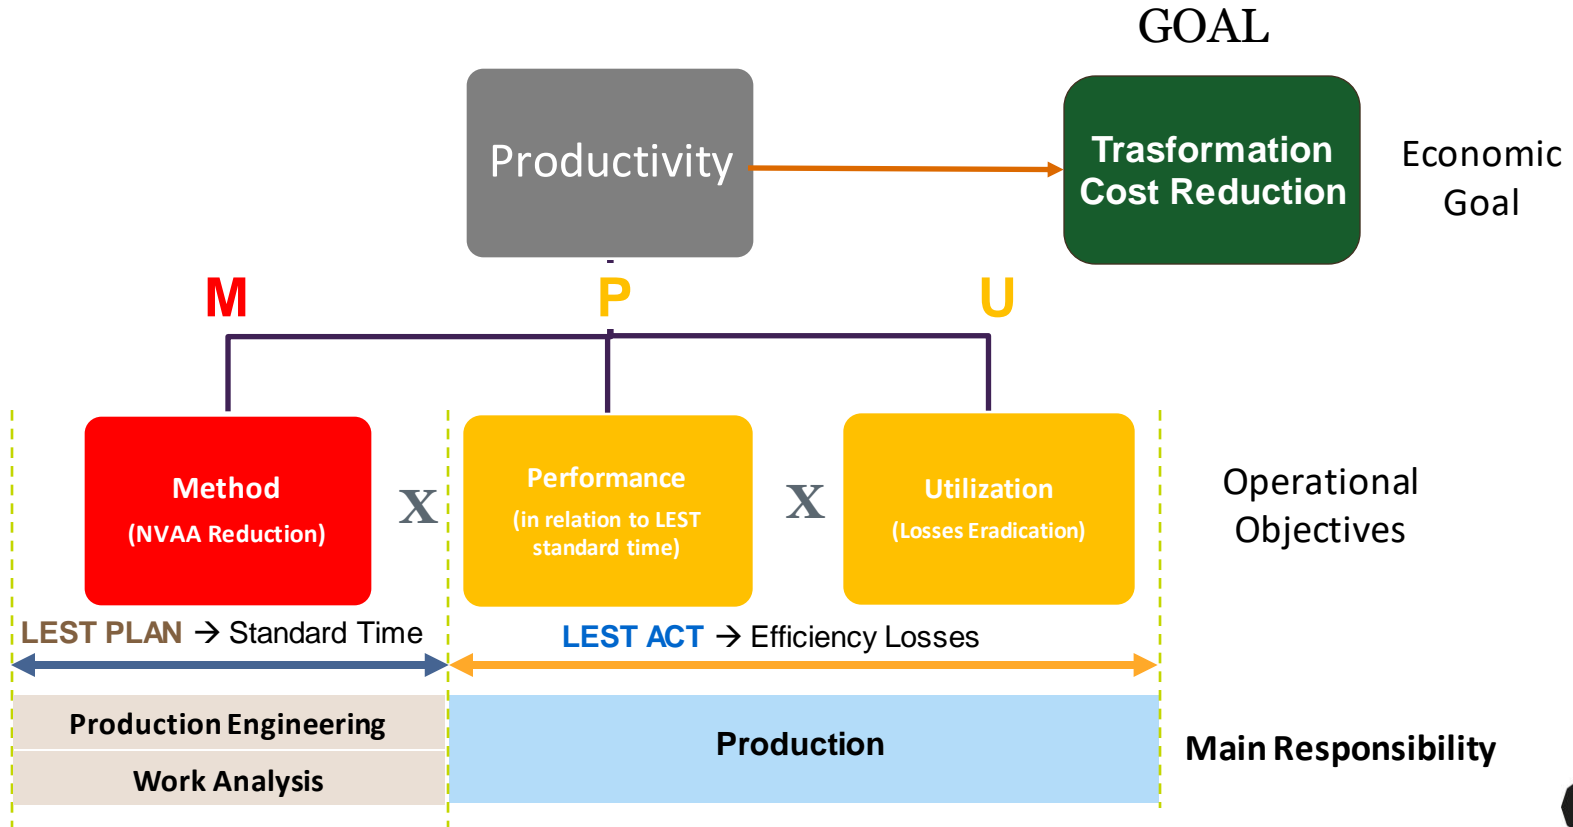 GOAL
Productivity
Trasformation
Cost Reduction
Economic
Goal
M
P
U
Method
(NVAA Reduction)
X
Performance
(in relation to LEST
standard time)
X
Utilization
(Losses Eradication)
Operational
Objectives
LEST PLAN → Standard Time
LEST ACT → Efficiency Losses
Production Engineering
Work Analysis
Production
Main Responsibility